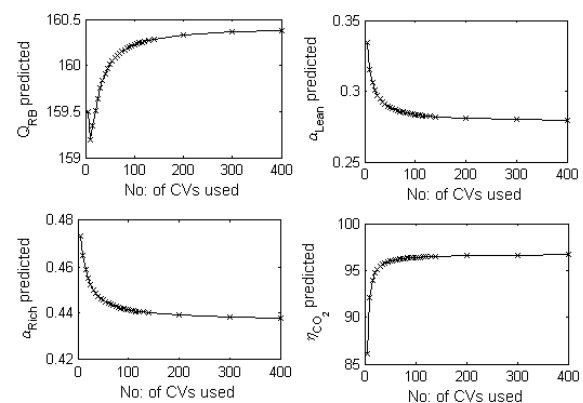 160.5
160
159.5
159
Q_RB predicted
0 100 200 300 400
No: of CVs used
0.35
0.3
0.25
α_Lean predicted
0 100 200 300 400
No: of CVs used
0.48
0.46
0.44
0.42
α_Rich predicted
0 100 200 300 400
No: of CVs used
100
95
90
85
η_CO₂ predicted
0 100 200 300 400
No: of CVs used